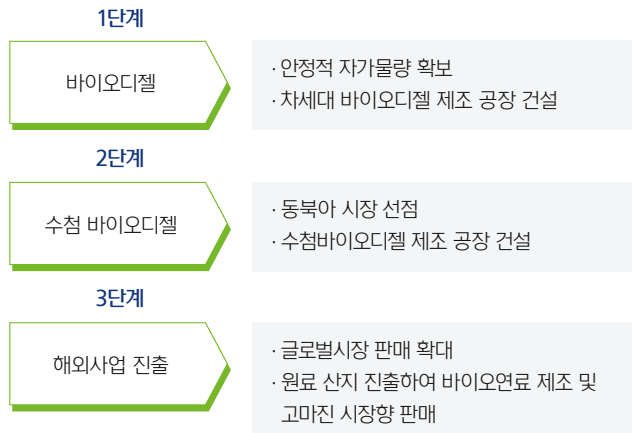 1단계
바이오디젤
· 안정적 자가물량 확보
· 차세대 바이오디젤 제조 공장 건설
2단계
수첨 바이오디젤
· 동북아 시장 선점
· 수첨바이오디젤 제조 공장 건설
3단계
해외사업 진출
· 글로벌시장 판매 확대
· 원료 산지 진출하여 바이오연료 제조 및
고마진 시장향 판매